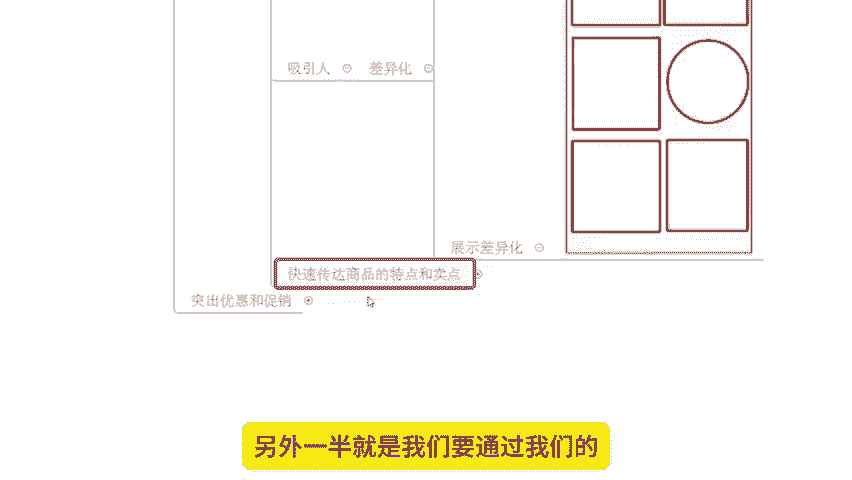 吸引人 差异化
展示差异化
快速传达商品的特点和卖点
突出优惠和促销
另外一半就是我们要通过我们的